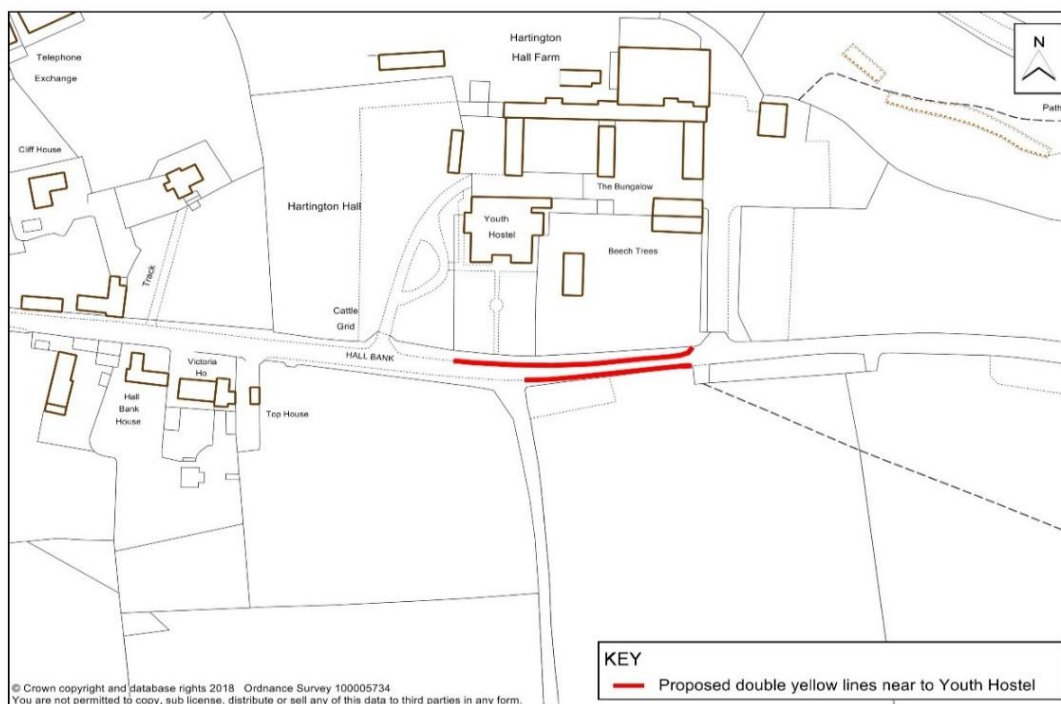 Telephone
Exchange
Hartington
Hall Farm
N
Path
Cliff House
The Bungalow
Hartington Hall
Youth
Hostel
Beech Trees
Track
Cattle
Grid
HALL BANK
Victoria
Ho
Hall
Bank
House
Top House
KEY
Proposed double yellow lines near to Youth Hostel
© Crown copyright and database rights 2018 Ordnance Survey 100005734
You are not permitted to copy, sub license, distribute or sell any of this data to third parties in any form.